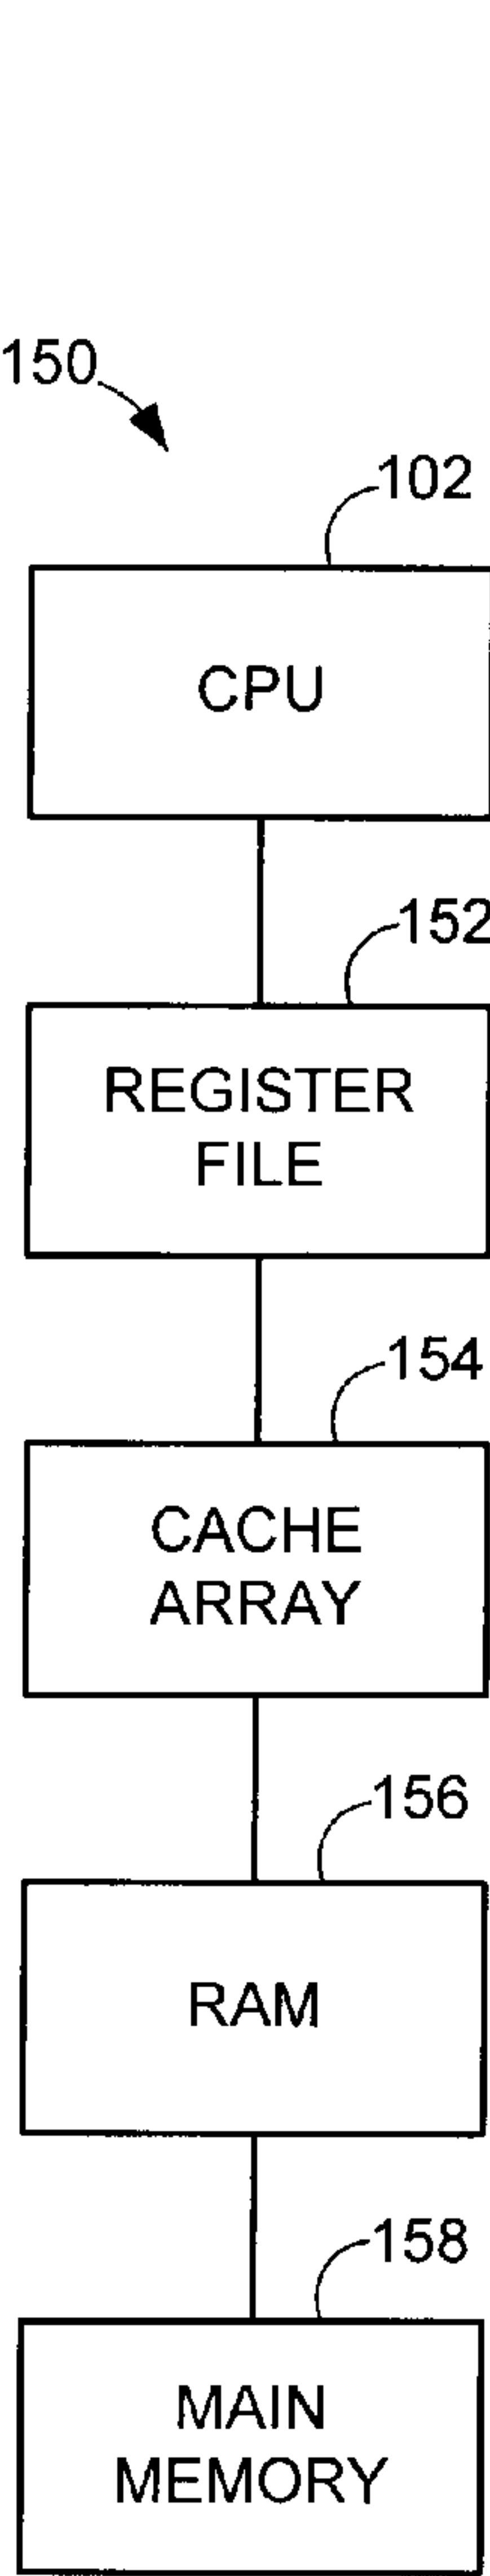 150
102
CPU
152
REGISTER
FILE
154
CACHE
ARRAY
156
RAM
158
MAIN
MEMORY